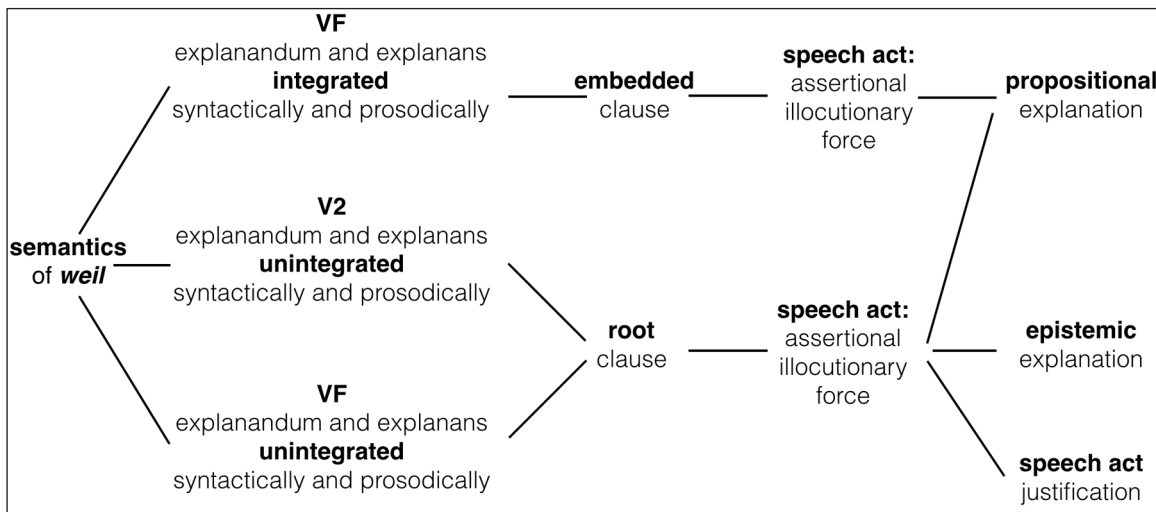 VF
explanandum and explanans
integrated
syntactically and prosodically
embedded
clause
speech act:
assertional
illocutionary
force
propositional
explanation
semantics
of weil
V2
explanandum and explanans
unintegrated
syntactically and prosodically
root
clause
speech act:
assertional
illocutionary
force
epistemic
explanation
VF
explanandum and explanans
unintegrated
syntactically and prosodically
speech act
justification